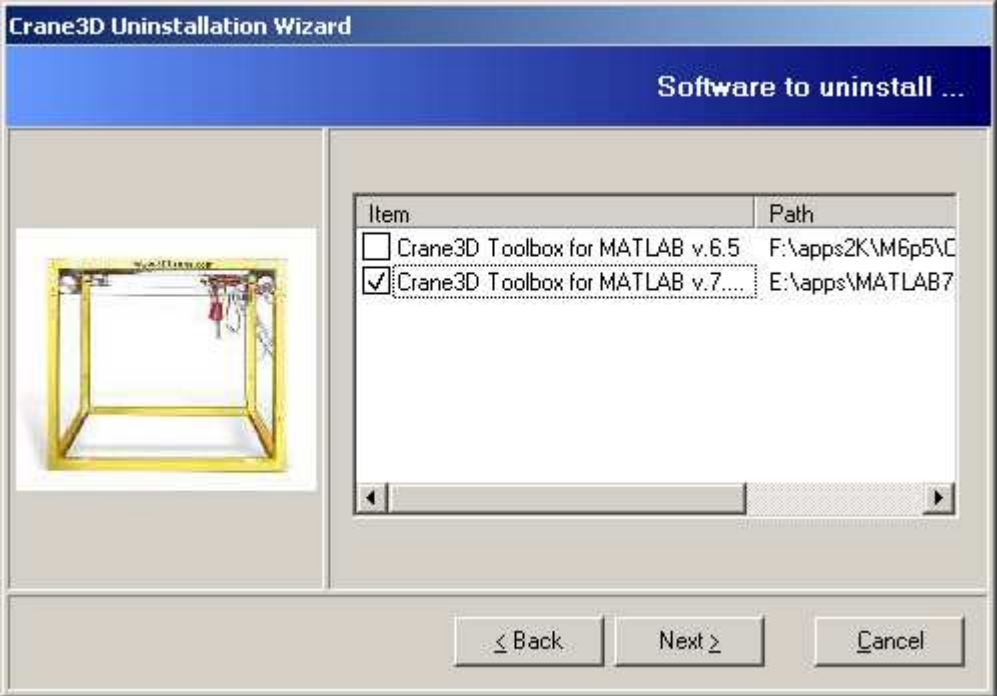 Crane3D Uninstallation Wizard
Software to uninstall ...
Item Path
Crane3D Toolbox for MATLAB v.6.5 F:\apps2K\M6p5\C
Crane3D Toolbox for MATLAB v.7.... E:\apps\MATLAB7
< Back Next > Cancel